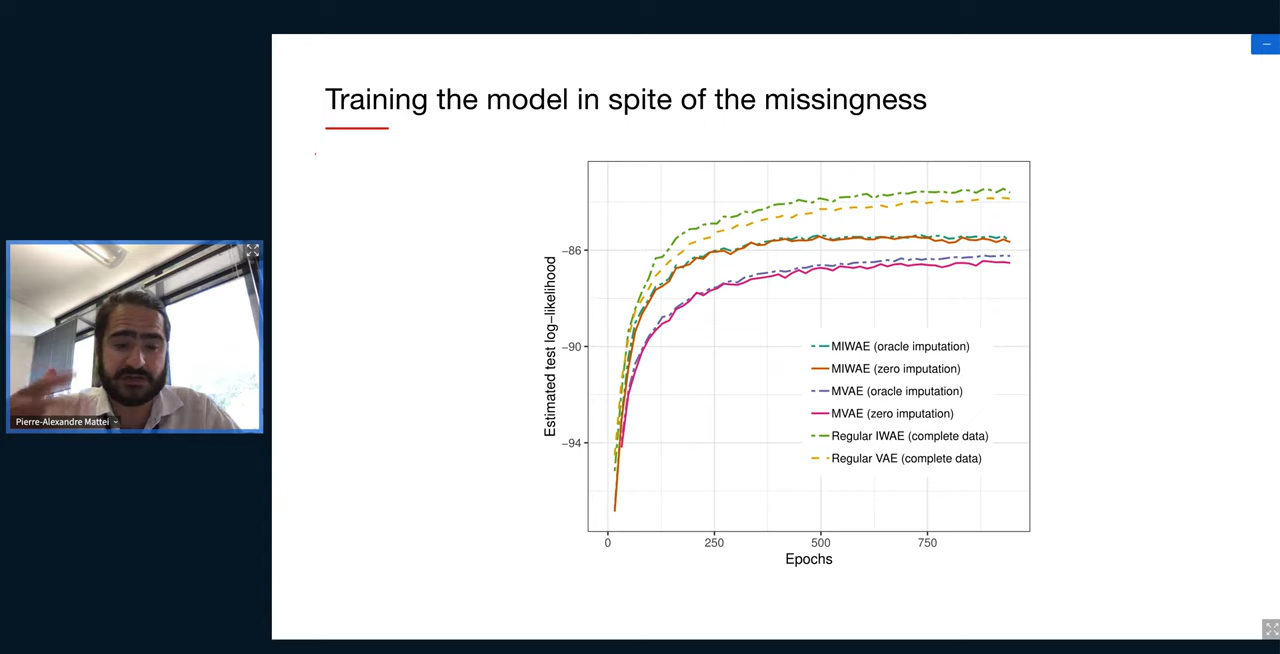 Training the model in spite of the missingness
Estimated test log−likelihood
−86
−90
−94
MIWAE (oracle imputation)
MIWAE (zero imputation)
MVAE (oracle imputation)
MVAE (zero imputation)
Regular IWAE (complete data)
Regular VAE (complete data)
0 250 500 750
Epochs
Pierre-Alexandre Mattei